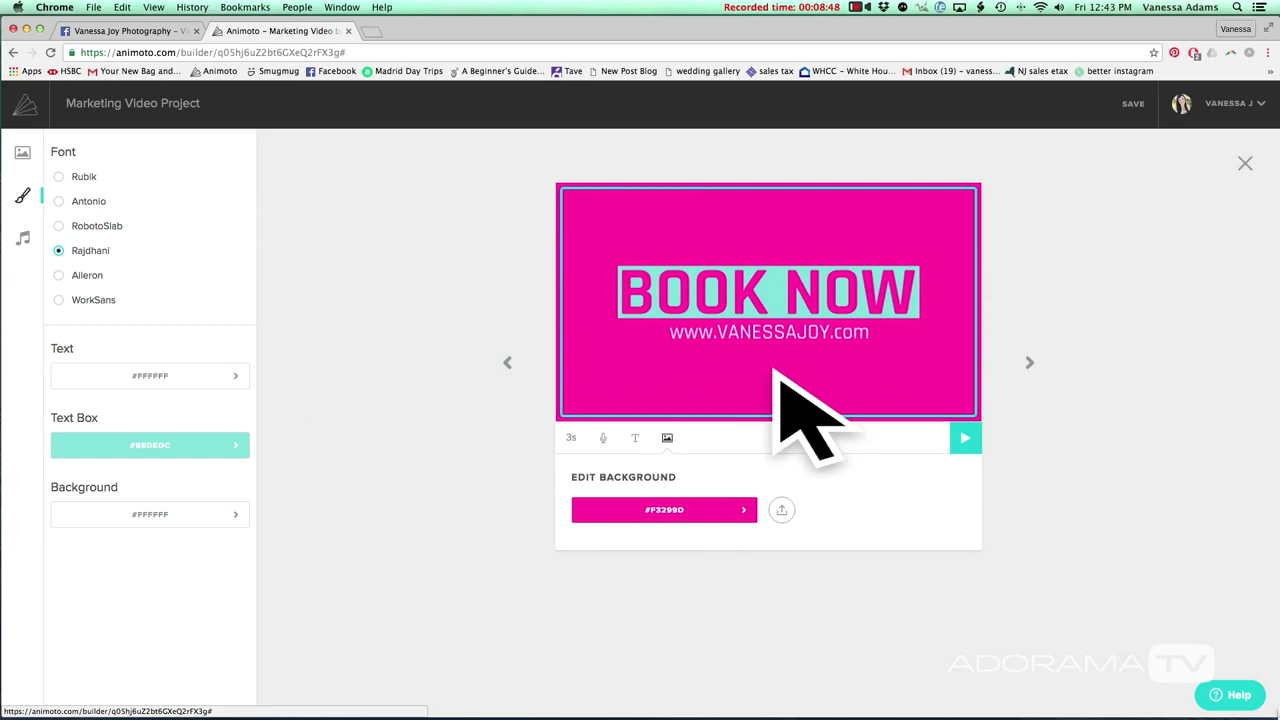 Chrome File Edit View History Bookmarks People Window Help Recorded time: 00:08:48 Fri 12:43 PM Vanessa Adams
Vanessa Joy Photography – V Animoto – Marketing Video b Vanessa
https://animoto.com/builder/q05hj6uZ2bt6GXeQ2rFX3g#
Apps HSBC Your New Bag and... Animoto Smugmug Facebook Madrid Day Trips A Beginner's Guide... Tave New Post Blog wedding gallery sales tax WHCC – White Hou... Inbox (19) – vaness... NJ sales etax better instagram »
Marketing Video Project SAVE VANESSA J
Font
Rubik
Antonio
RobotoSlab
Rajdhani
Aileron
WorkSans
Text
#FFFFFF
Text Box
#8EDEDC
Background
#FFFFFF
BOOK NOW
www.VANESSAJOY.com
3s T
EDIT BACKGROUND
#F3299D
ADORAMA TV
Help
https://animoto.com/builder/q05hj6uZ2bt6GXeQ2rFX3g#